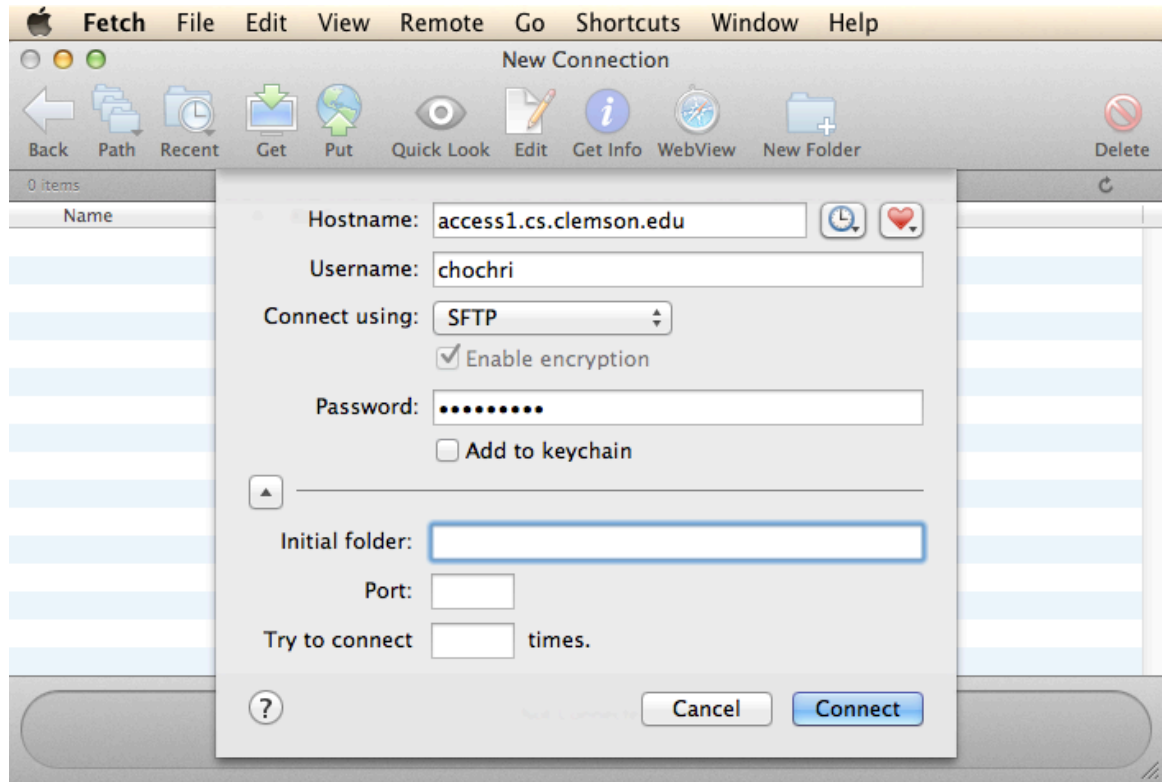 Fetch File Edit View Remote Go Shortcuts Window Help
New Connection
Back Path Recent Get Put Quick Look Edit Get Info WebView New Folder Delete
0 items
Name
Hostname: access1.cs.clemson.edu
Username: chochri
Connect using: SFTP
Enable encryption
Password: •••••••••
Add to keychain
Initial folder:
Port:
Try to connect times.
? Cancel Connect